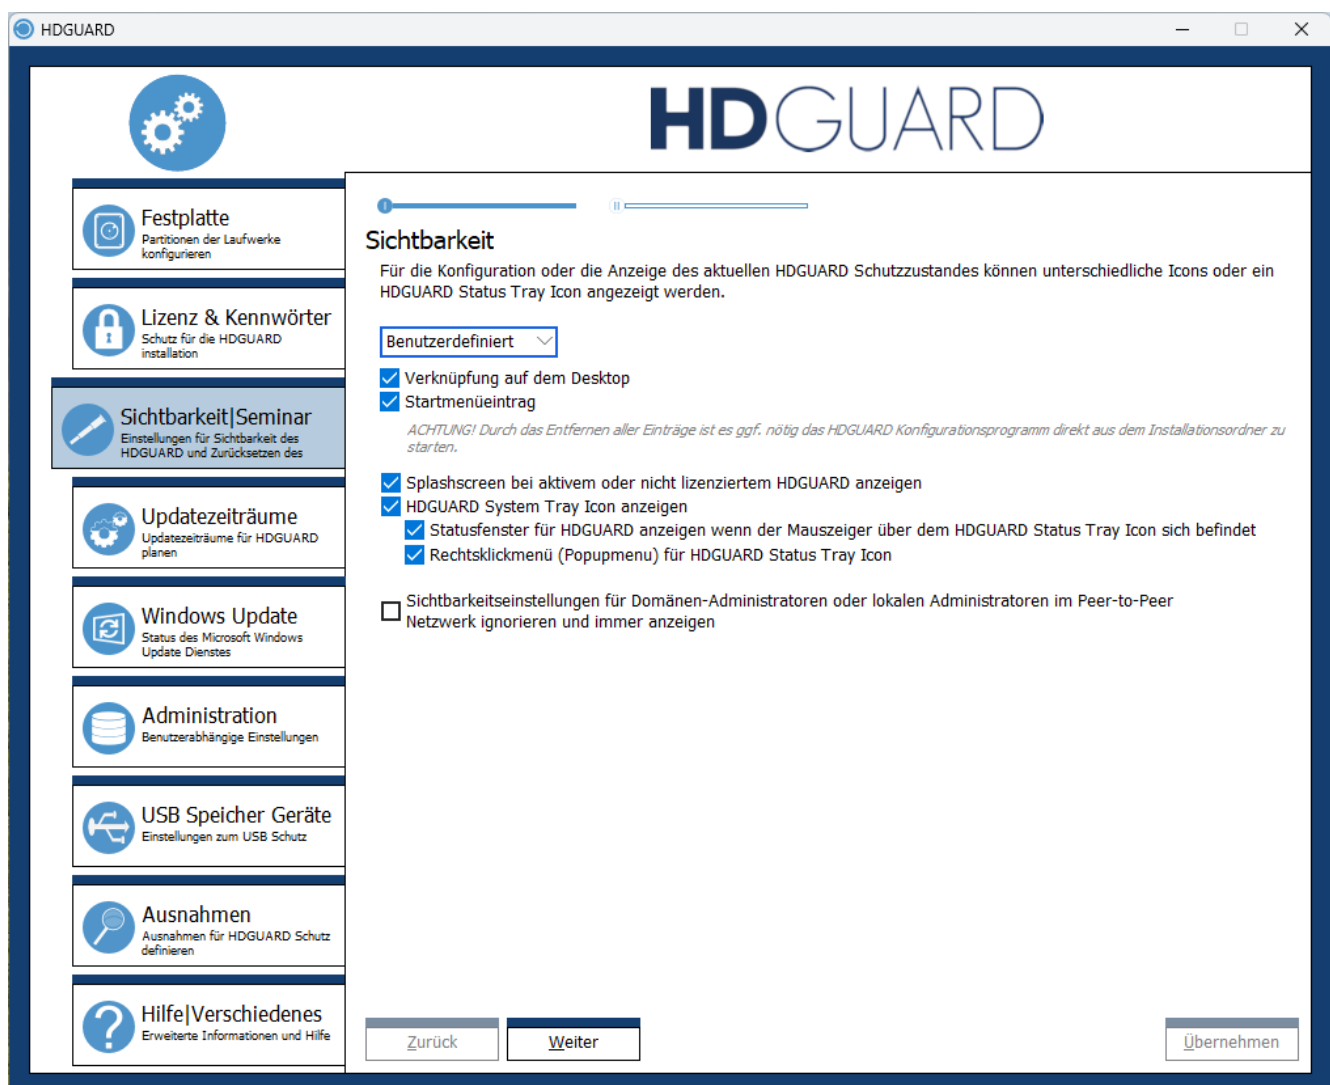 HDGUARD
HDGUARD
Festplatte
Partitionen der Laufwerke
konfigurieren
Lizenz & Kennwörter
Schutz für die HDGUARD
installation
Sichtbarkeit|Seminar
Einstellungen für Sichtbarkeit des
HDGUARD und Zurücksetzen des
Updatezeiträume
Updatezeiträume für HDGUARD
planen
Windows Update
Status des Microsoft Windows
Update Dienstes
Administration
Benutzerabhängige Einstellungen
USB Speicher Geräte
Einstellungen zum USB Schutz
Ausnahmen
Ausnahmen für HDGUARD Schutz
definieren
Hilfe|Verschiedenes
Erweiterte Informationen und Hilfe
I
II
Sichtbarkeit
Für die Konfiguration oder die Anzeige des aktuellen HDGUARD Schutzzustandes können unterschiedliche Icons oder ein
HDGUARD Status Tray Icon angezeigt werden.
Benutzerdefiniert
Verknüpfung auf dem Desktop
Startmenüeintrag
ACHTUNG! Durch das Entfernen aller Einträge ist es ggf. nötig das HDGUARD Konfigurationsprogramm direkt aus dem Installationsordner zu
starten.
Splashscreen bei aktivem oder nicht lizenziertem HDGUARD anzeigen
HDGUARD System Tray Icon anzeigen
Statusfenster für HDGUARD anzeigen wenn der Mauszeiger über dem HDGUARD Status Tray Icon sich befindet
Rechtsklickmenü (Popupmenu) für HDGUARD Status Tray Icon
Sichtbarkeitseinstellungen für Domänen-Administratoren oder lokalen Administratoren im Peer-to-Peer
Netzwerk ignorieren und immer anzeigen
Zurück
Weiter
Übernehmen